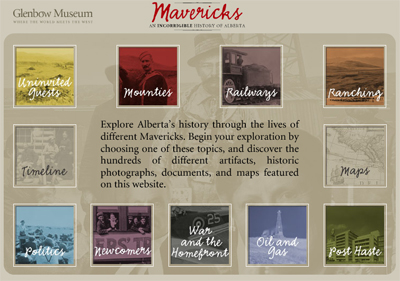 Glenbow Museum
WHERE THE WORLD MEETS THE WEST
Mavericks
AN INCORRIGIBLE HISTORY OF ALBERTA
Uninvited
Guests
Mounties
Railways
Ranching
Explore Alberta's history through the lives of
different Mavericks. Begin your exploration by
choosing one of these topics, and discover the
hundreds of different artifacts, historic
photographs, documents, and maps featured
on this website.
Timeline
Maps
Politics
Newcomers
War
and the
Homefront
25
Oil and
Gas
Post Haste